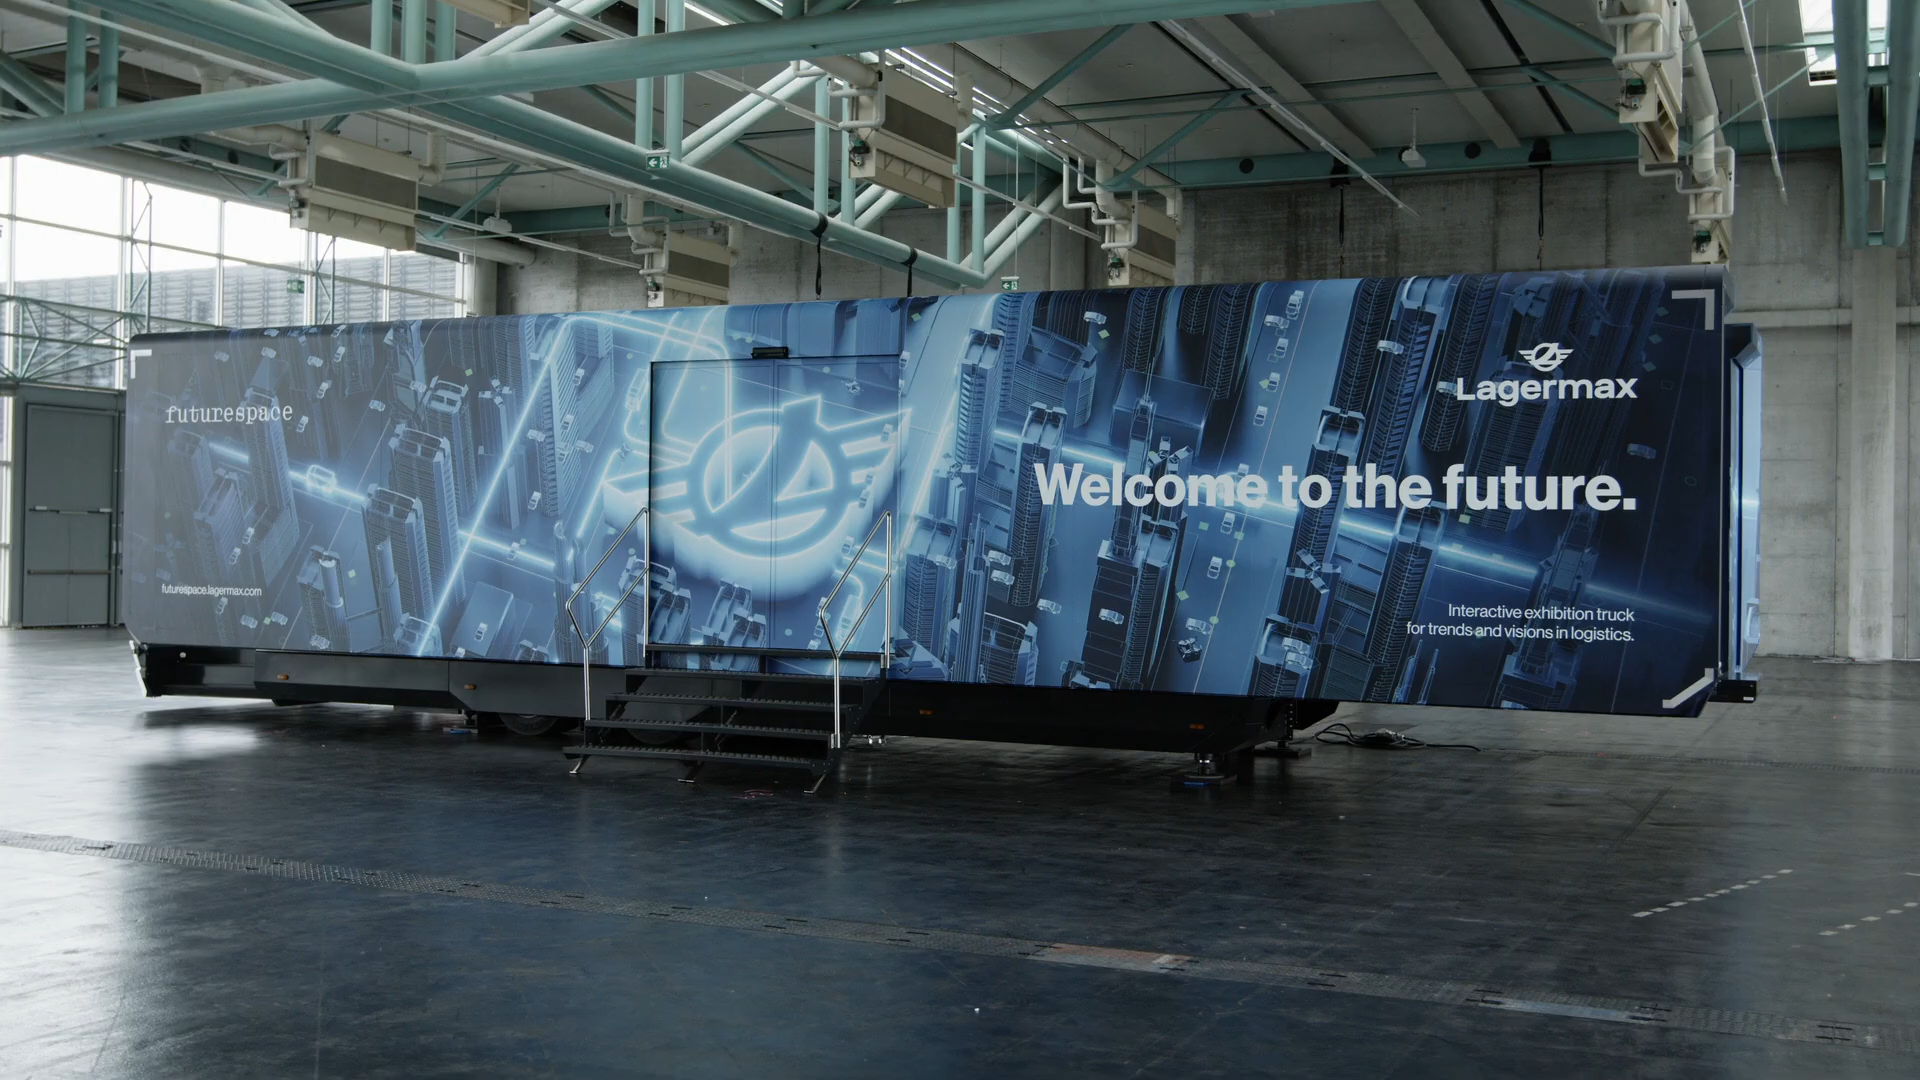 futurespace
futurespace.lagermax.com
Lagermax
Welcome to the future.
Interactive exhibition truck
for trends and visions in logistics.